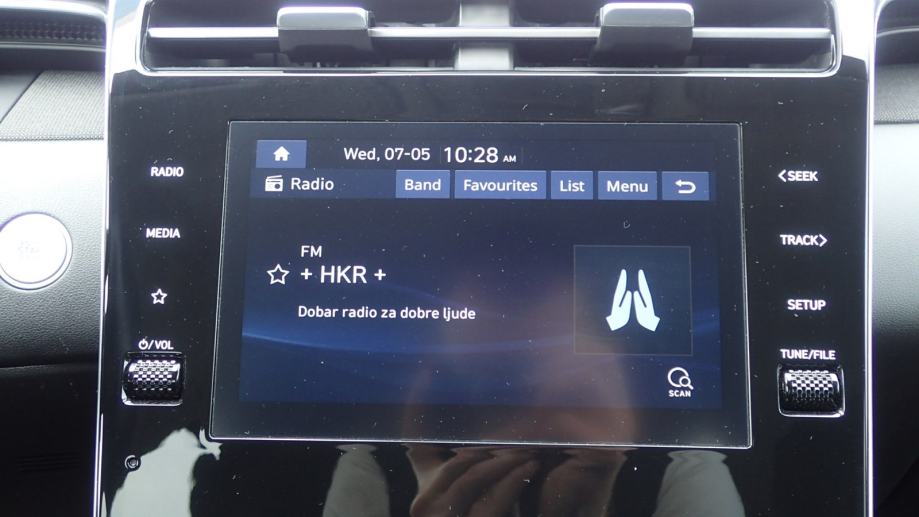 Wed, 07-05 10:28 AM
Radio Band Favourites List Menu
FM
+ HKR +
Dobar radio za dobre ljude
SCAN
RADIO
MEDIA
/VOL
<SEEK
TRACK>
SETUP
TUNE/FILE